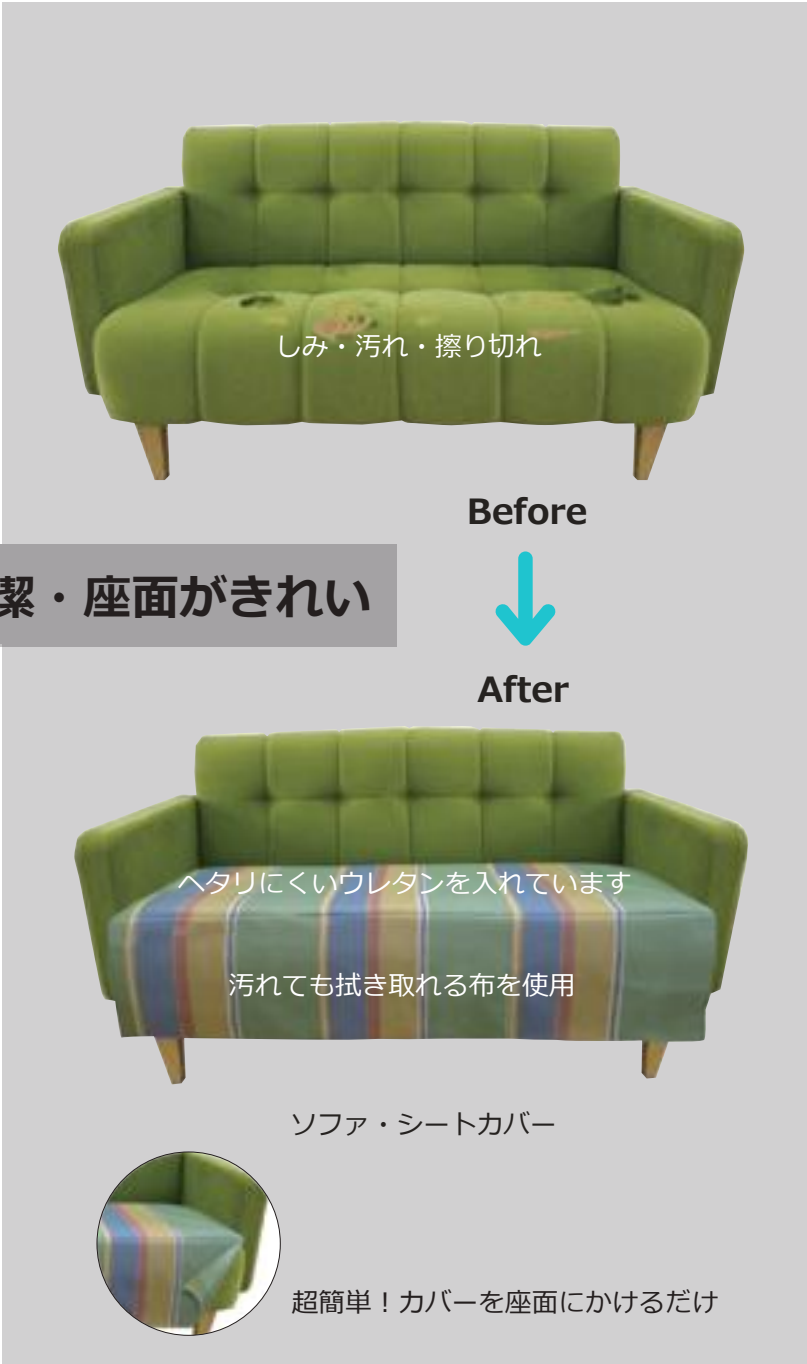 しみ・汚れ・擦り切れ
Before
潔・座面がきれい
After
ヘタリにくいウレタンを入れています
汚れても拭き取れる布を使用
ソファ・シートカバー
超簡単！カバーを座面にかけるだけ